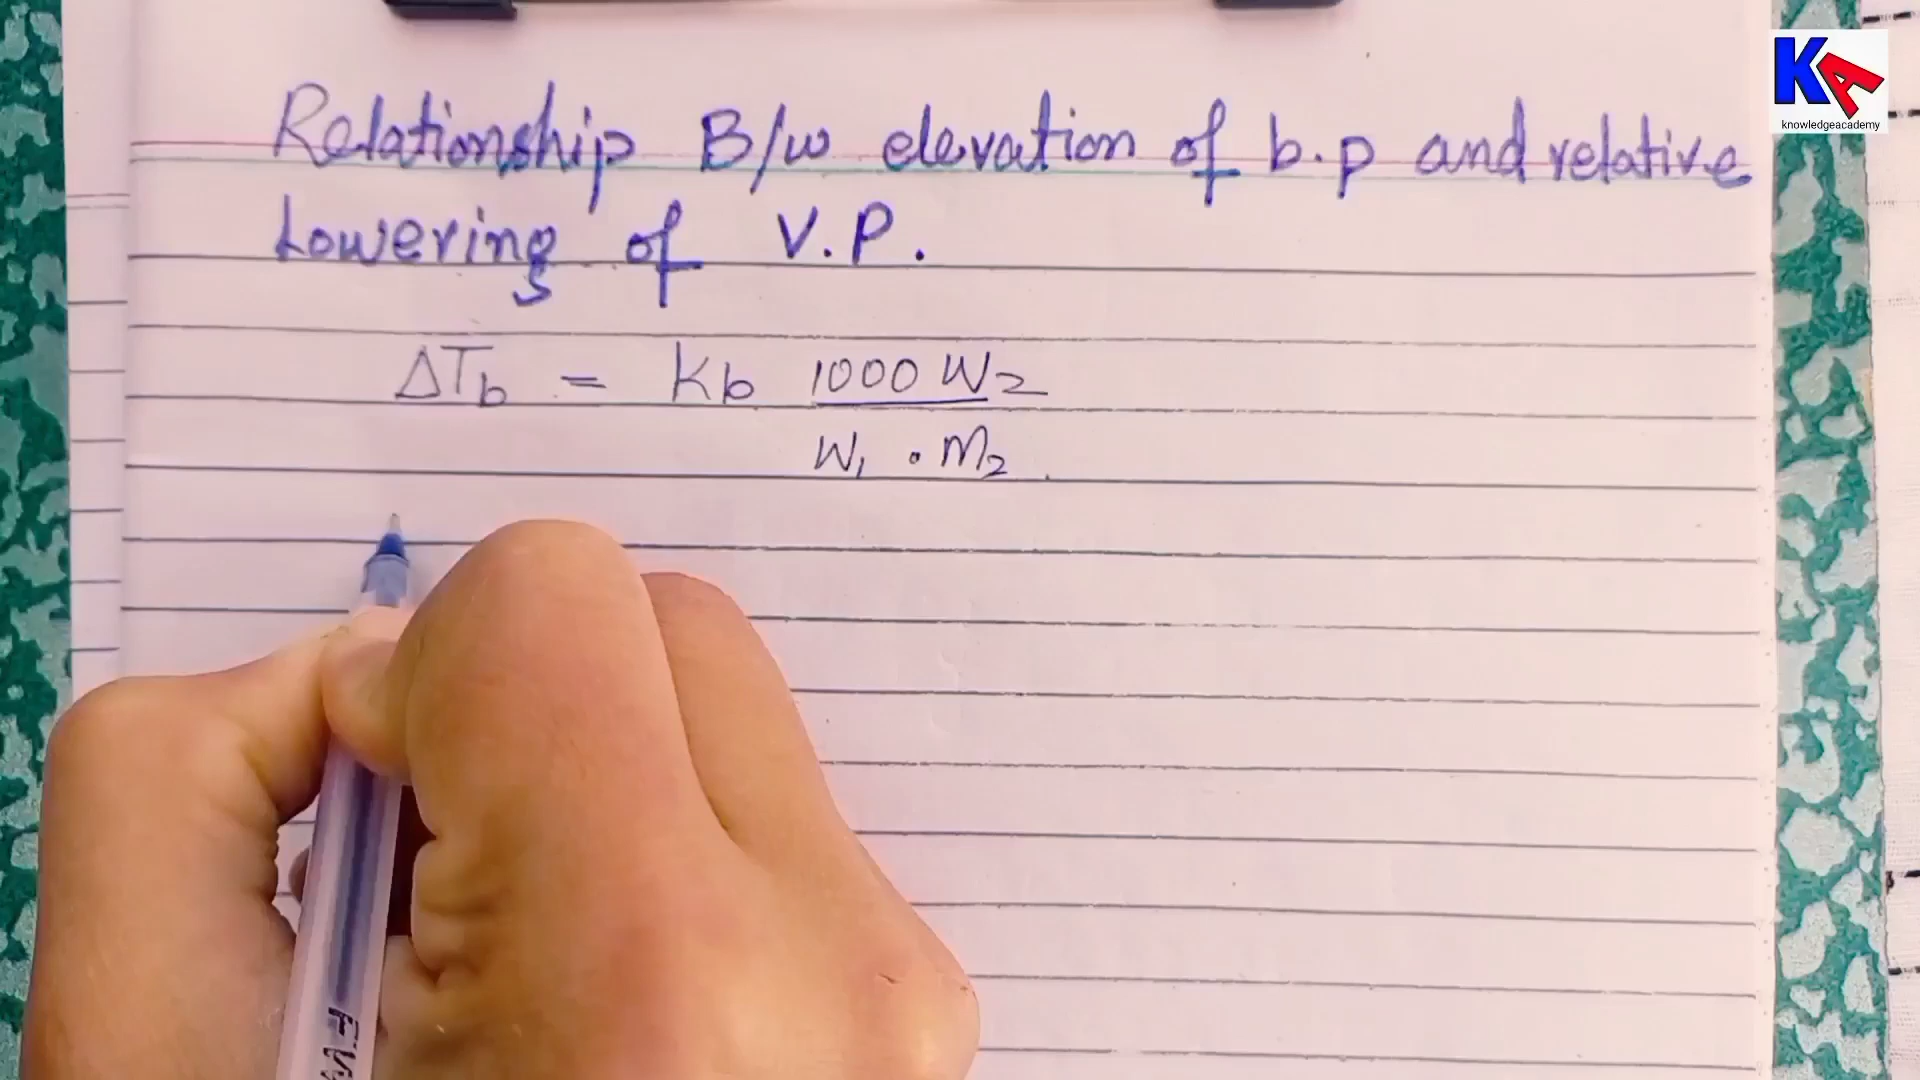 KA
knowledgeacademy
Relationship B/w elevation of b.p and relative
Lowering of V.P.
ΔTb = Kb 1000 W2
W1 . M2